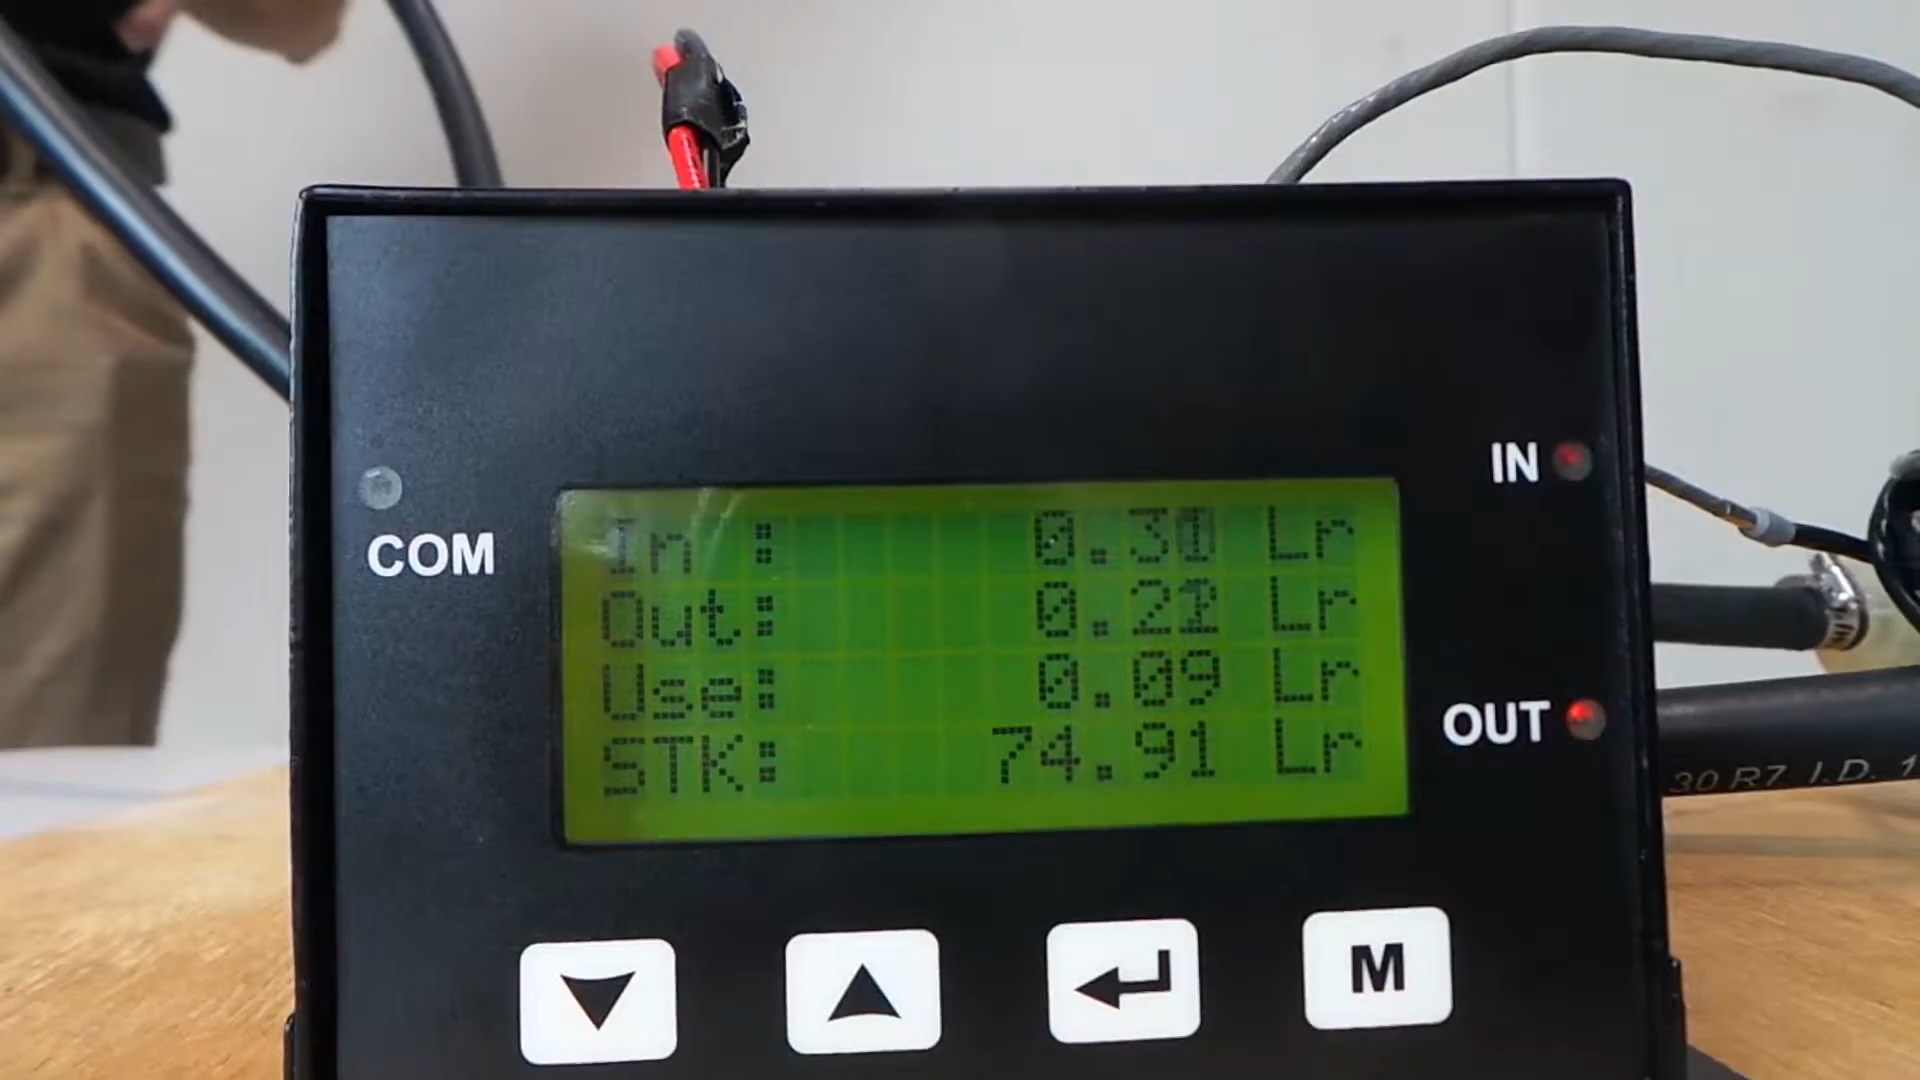 IN
COM
In : 0.30 Lr
Out: 0.21 Lr
Use: 0.09 Lr
STK: 74.91 Lr
OUT
30 R7 I.D. 1
M